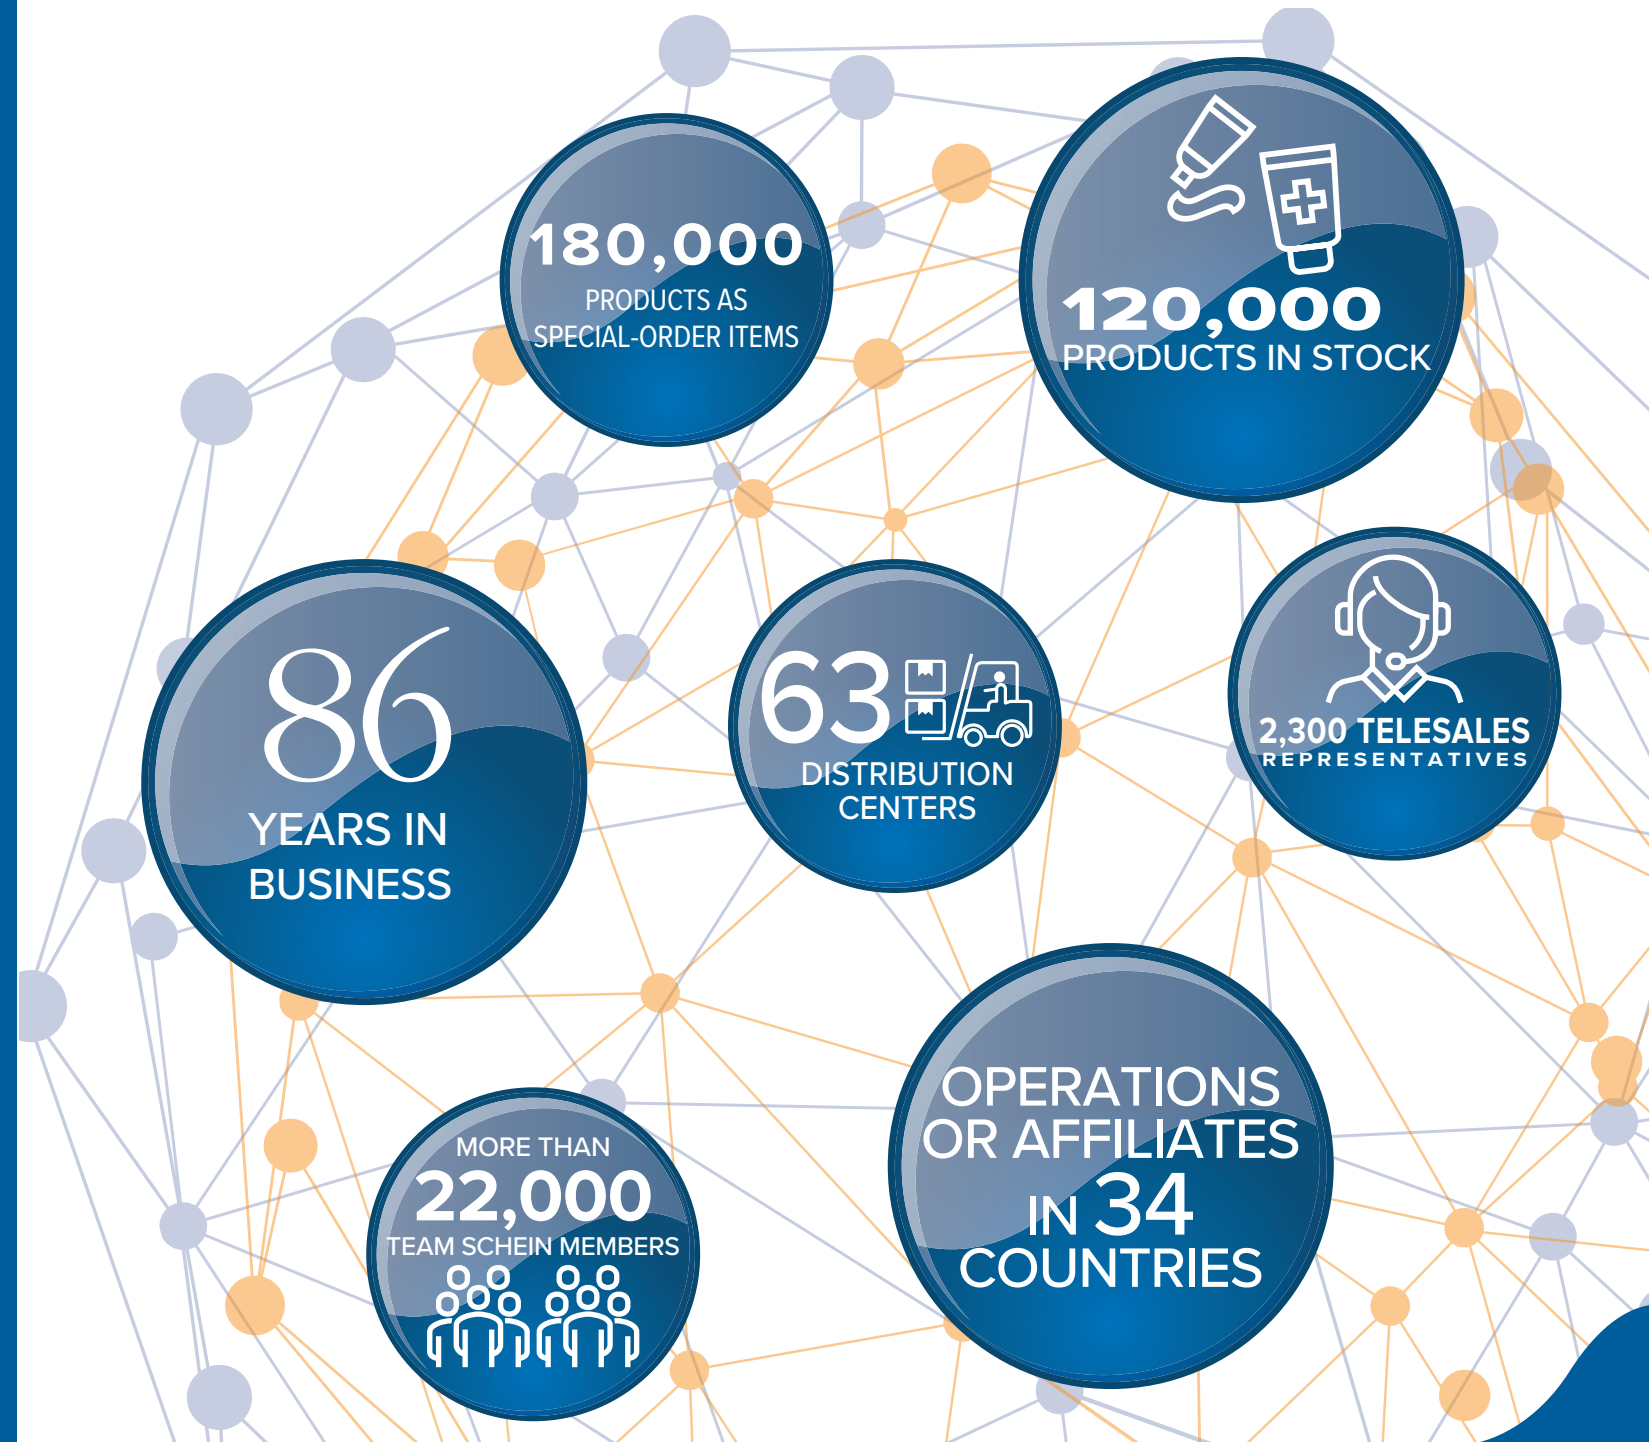 180,000
PRODUCTS AS
SPECIAL-ORDER ITEMS
120,000
PRODUCTS IN STOCK
86
YEARS IN
BUSINESS
63
DISTRIBUTION
CENTERS
2,300 TELESALES
REPRESENTATIVES
MORE THAN
22,000
TEAM SCHEIN MEMBERS
OPERATIONS
OR AFFILIATES
IN 34
COUNTRIES